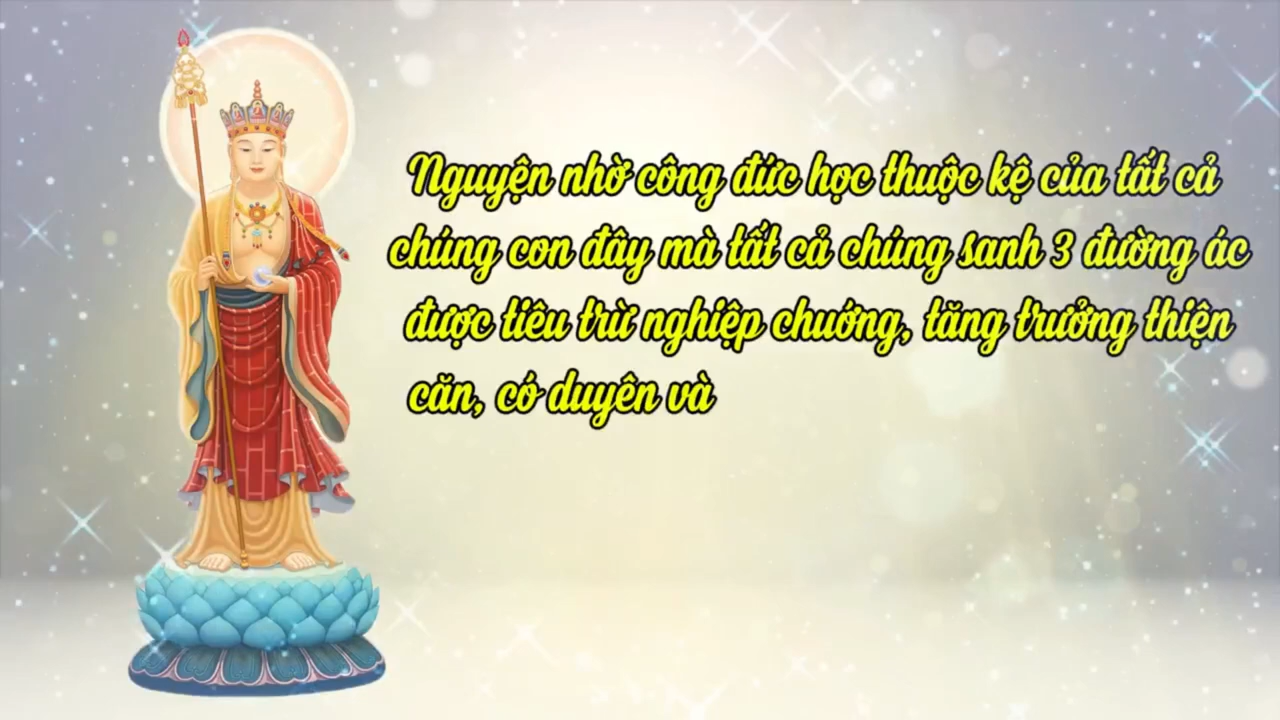 Nguyện nhờ công đức học thuộc kệ của tất cả
chúng con đây mà tất cả chúng sanh 3 đường ác
được tiêu trừ nghiệp chướng, tăng trưởng thiện
căn, có duyên và